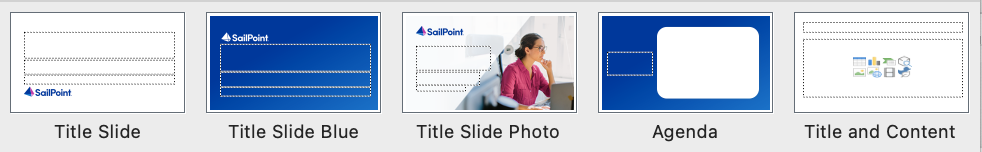 SailPoint
SailPoint
SailPoint
Title Slide
Title Slide Blue
Title Slide Photo
Agenda
Title and Content